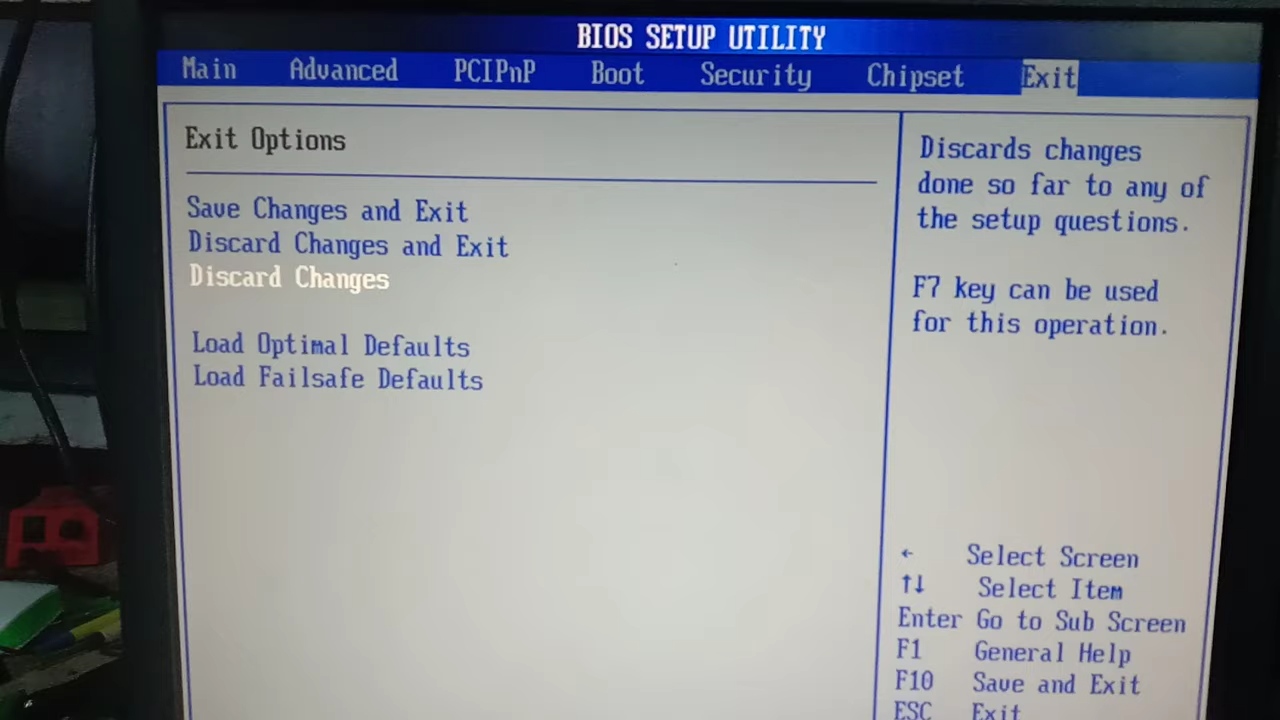 BIOS SETUP UTILITY
Main Advanced PCIPnP Boot Security Chipset Exit
Exit Options
Save Changes and Exit
Discard Changes and Exit
Discard Changes
Load Optimal Defaults
Load Failsafe Defaults
Discards changes
done so far to any of
the setup questions.
F7 key can be used
for this operation.
← Select Screen
↑↓ Select Item
Enter Go to Sub Screen
F1 General Help
F10 Save and Exit
ESC Exit